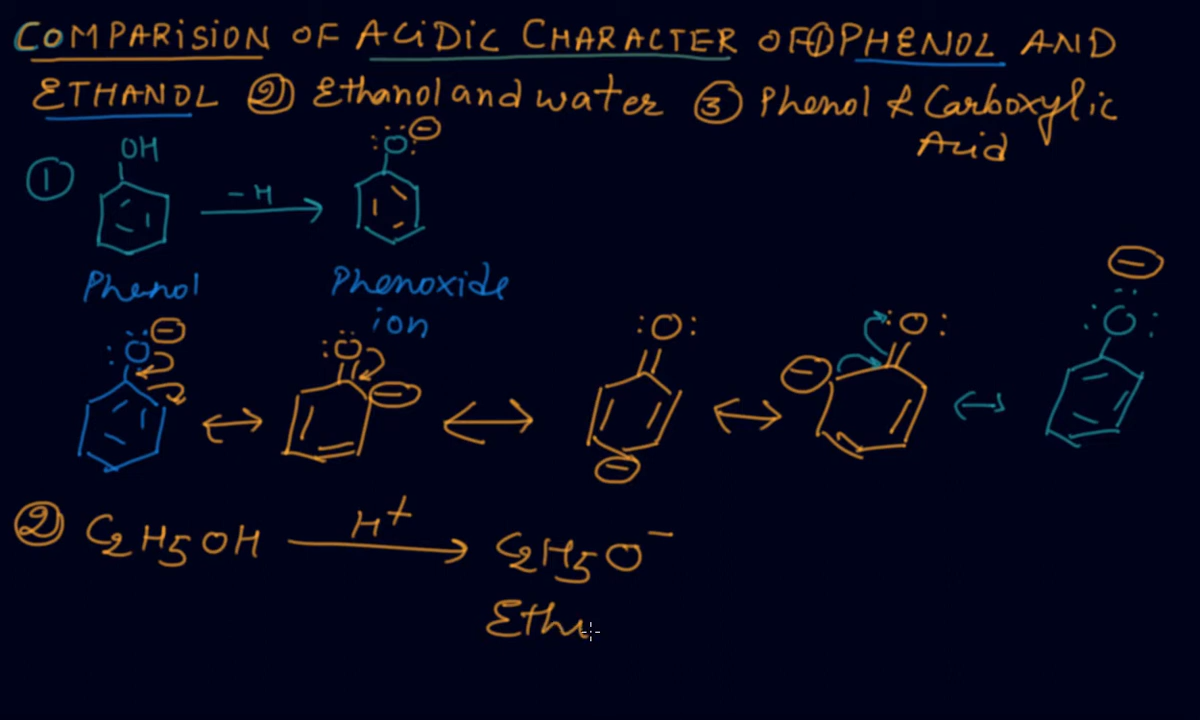 COMPARISION OF ACIDIC CHARACTER OF ① PHENOL AND
ETHANOL ② Ethanol and water ③ Phenol & Carboxylic
Acid
① OH - H → :Ö: ⊖
Phenol Phenoxide
ion
:Ö ⊖ ↔ :Ö ⊖ ↔ :O: ⊖ ↔ ⊖ :O: ↔ :Ö: ⊖
② C2H5OH H+ → C2H5O-
Eth